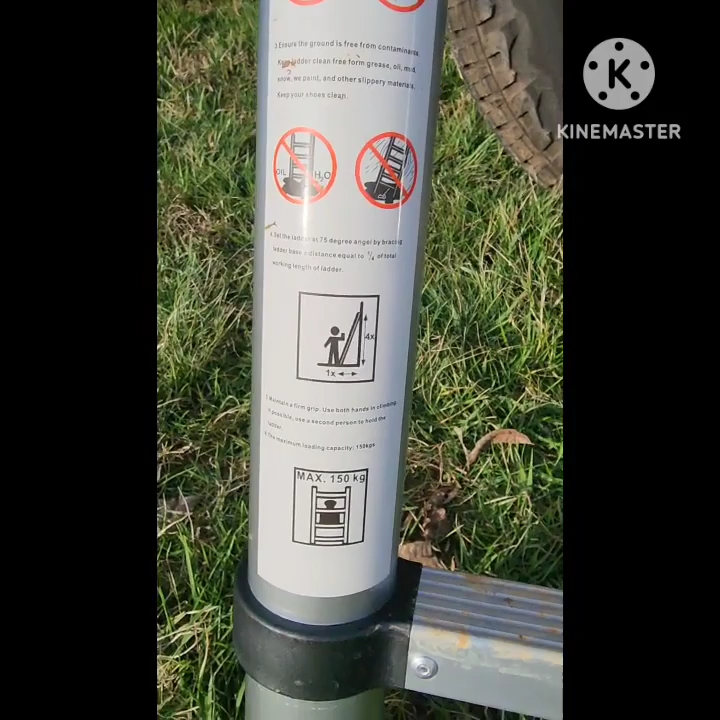 3.Ensure the ground is free from contaminants.
Keep ladder clean free form grease, oil, mud,
snow, we paint, and other slippery materials.
Keep your shoes clean.
OIL H₂O
4.Set the ladder at 75 degree angel by bracing
ladder base a distance equal to ¼ of total
working length of ladder.
4x
1x
5.Maintain a firm grip. Use both hands in climbing.
If possible, use a second person to hold the
ladder.
6.The maximum loading capacity: 150kgs
MAX. 150 kg
K
KINEMASTER